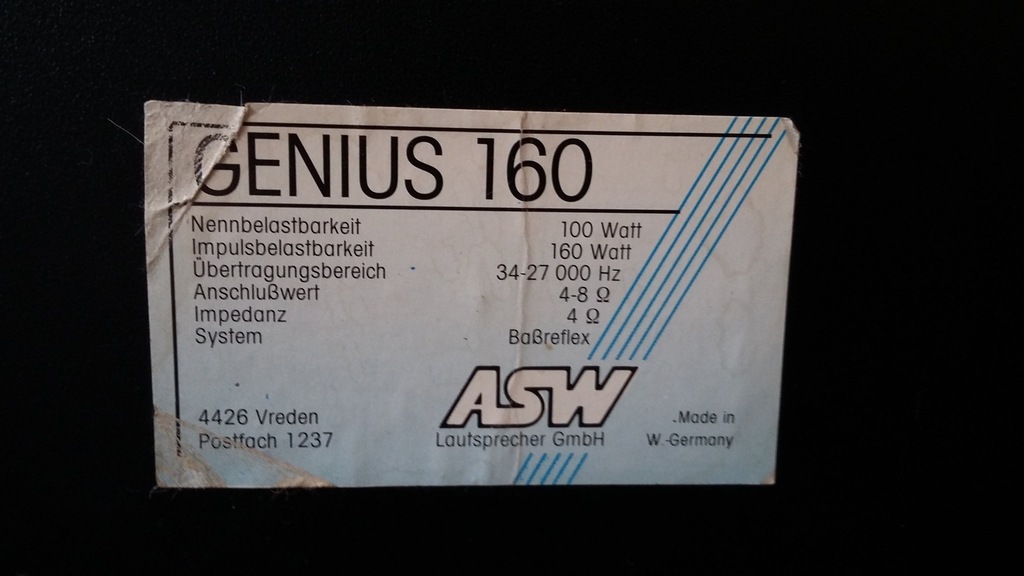 GENIUS 160
Nennbelastbarkeit 100 Watt
Impulsbelastbarkeit 160 Watt
Übertragungsbereich 34-27 000 Hz
Anschlußwert 4-8 Ω
Impedanz 4 Ω
System Baßreflex
ASW
4426 Vreden
Postfach 1237
Lautsprecher GmbH
Made in
W.-Germany